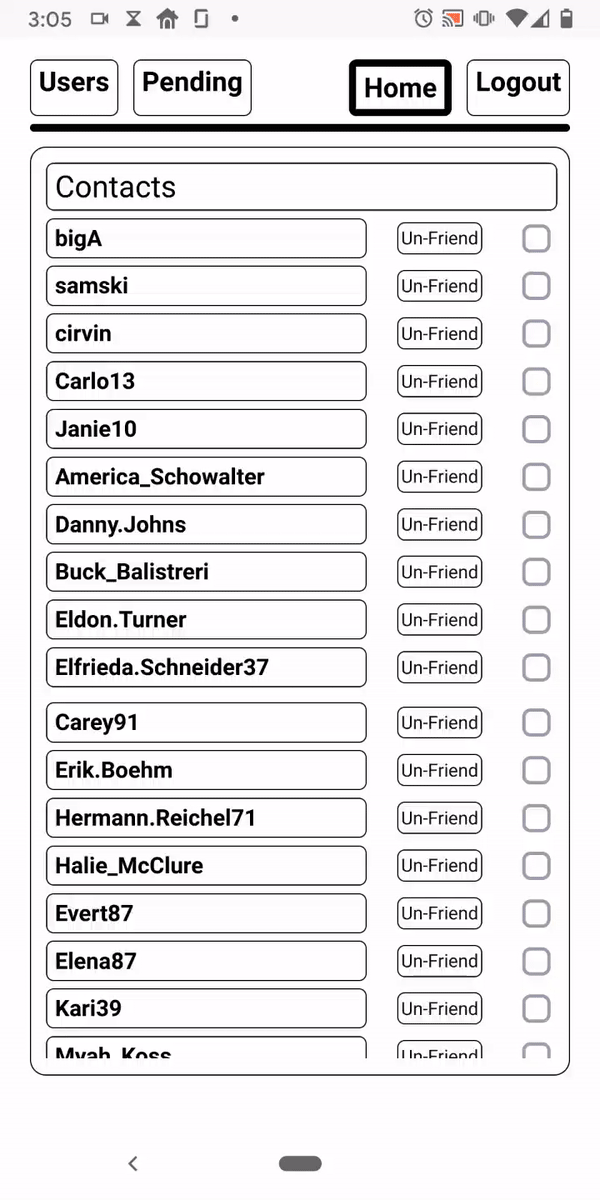 3:05
Users Pending Home Logout
Contacts
bigA Un-Friend
samski Un-Friend
cirvin Un-Friend
Carlo13 Un-Friend
Janie10 Un-Friend
America_Schowalter Un-Friend
Danny.Johns Un-Friend
Buck_Balistreri Un-Friend
Eldon.Turner Un-Friend
Elfrieda.Schneider37 Un-Friend
Carey91 Un-Friend
Erik.Boehm Un-Friend
Hermann.Reichel71 Un-Friend
Halie_McClure Un-Friend
Evert87 Un-Friend
Elena87 Un-Friend
Kari39 Un-Friend
Myah_Koss Un-Friend